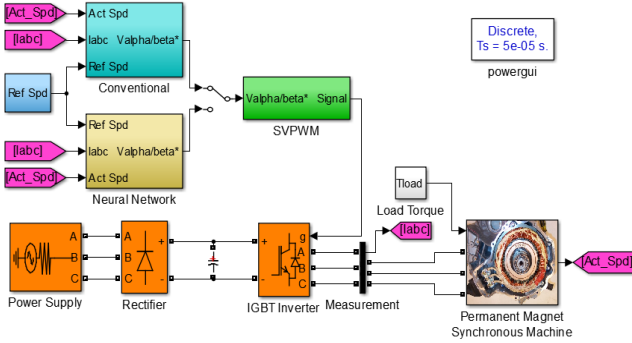 [Act_Spd]
Act Spd
[Iabc]
Iabc
Valpha/beta*
Ref Spd
Conventional
Ref Spd
Ref Spd
[Iabc]
Iabc
Valpha/beta*
[Act_Spd]
Act Spd
Neural Network
Valpha/beta*
Signal
SVPWM
Discrete,
Ts = 5e-05 s.
powergui
Tload
Load Torque
[Iabc]
A
B
C
Power Supply
A
B
C
+
-
Rectifier
+
-
g
A
B
C
IGBT Inverter
Measurement
Permanent Magnet
Synchronous Machine
[Act_Spd]